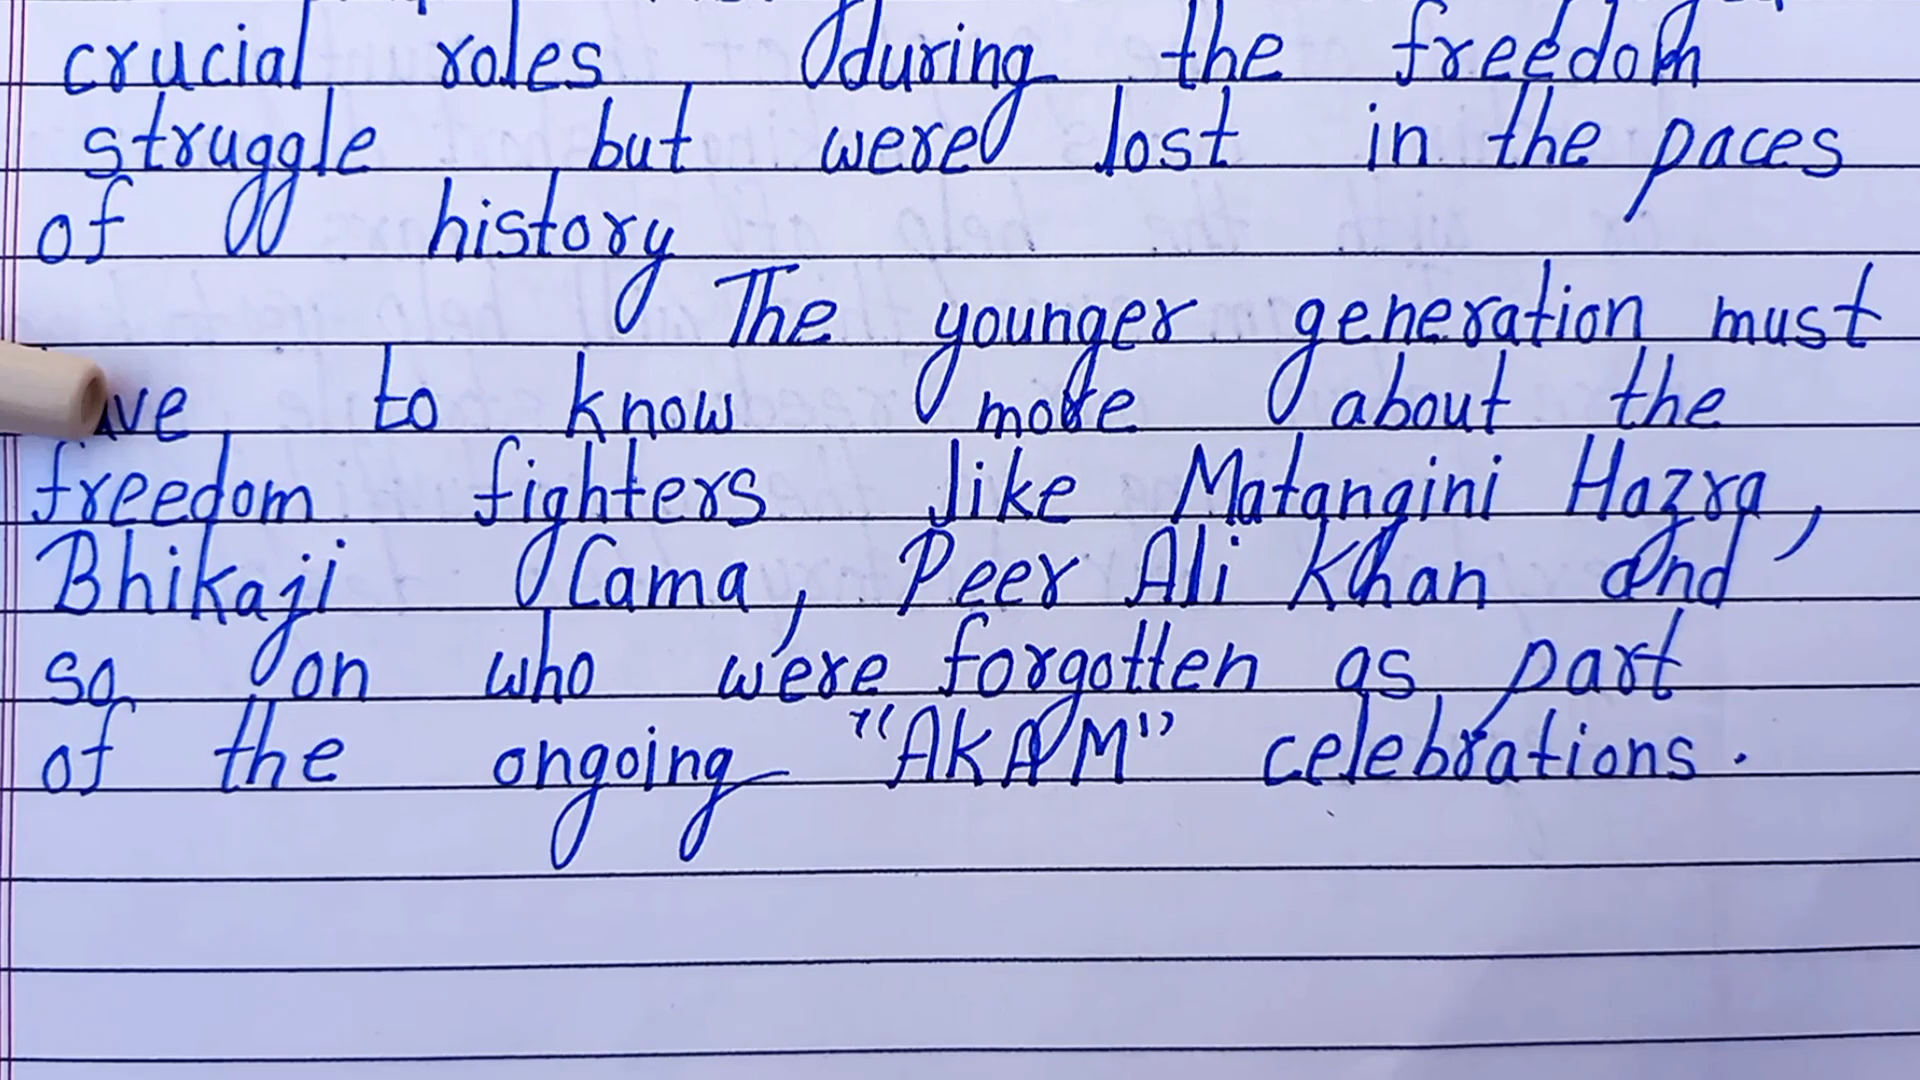 crucial roles during the freedom
struggle but were lost in the paces
of history
The younger generation must
to know more about the
freedom fighters like Matangini Hazra,
Bhikaji Cama, Peer Ali Khan and
so on who were forgotten as part
of the ongoing "AKAM" celebrations.